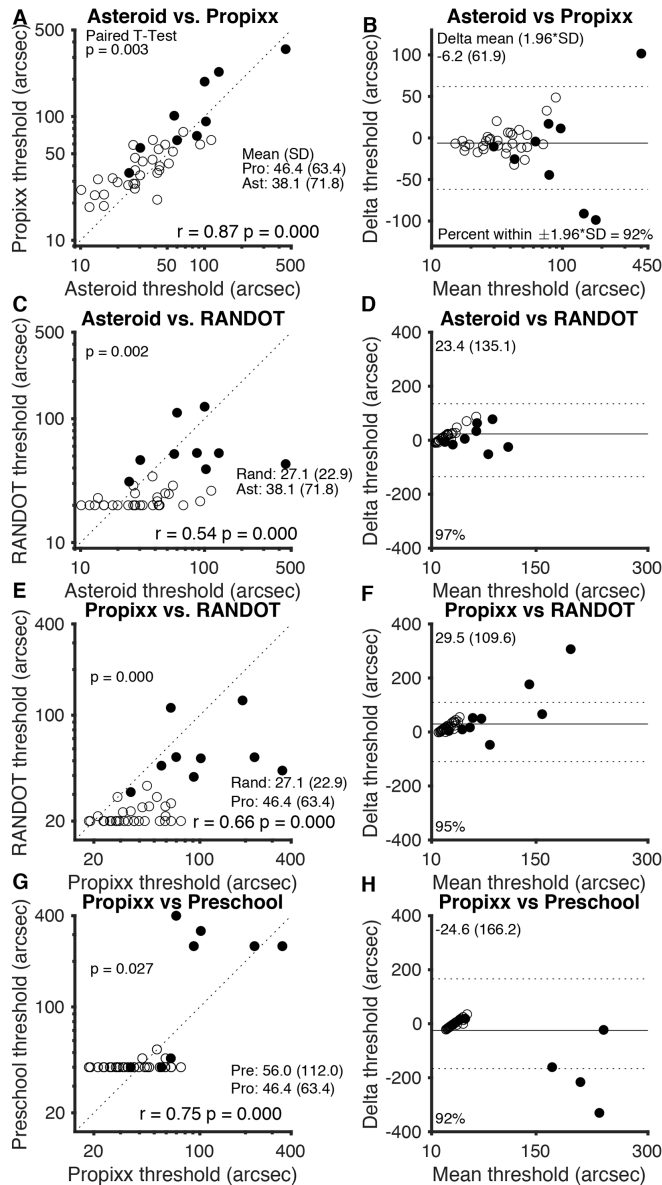 A
Asteroid vs. Propixx
Propixx threshold (arcsec)
500
100
50
10
Paired T-Test
p = 0.003
Mean (SD)
Pro: 46.4 (63.4)
Ast: 38.1 (71.8)
r = 0.87 p = 0.000
10
50
100
500
Asteroid threshold (arcsec)
B
Asteroid vs Propixx
Delta threshold (arcsec)
100
50
0
-50
-100
Delta mean (1.96*SD)
-6.2 (61.9)
Percent within ±1.96*SD = 92%
10
100
450
Mean threshold (arcsec)
C
Asteroid vs. RANDOT
RANDOT threshold (arcsec)
500
100
10
p = 0.002
Rand: 27.1 (22.9)
Ast: 38.1 (71.8)
r = 0.54 p = 0.000
10
50
100
500
Asteroid threshold (arcsec)
D
Asteroid vs RANDOT
Delta threshold (arcsec)
400
200
0
-200
-400
23.4 (135.1)
97%
10
150
300
Mean threshold (arcsec)
E
Propixx vs. RANDOT
RANDOT threshold (arcsec)
400
100
20
p = 0.000
Rand: 27.1 (22.9)
Pro: 46.4 (63.4)
r = 0.66 p = 0.000
20
100
400
Propixx threshold (arcsec)
F
Propixx vs RANDOT
Delta threshold (arcsec)
400
200
0
-200
-400
29.5 (109.6)
95%
10
150
300
Mean threshold (arcsec)
G
Propixx vs Preschool
Preschool threshold (arcsec)
400
100
20
p = 0.027
Pre: 56.0 (112.0)
Pro: 46.4 (63.4)
r = 0.75 p = 0.000
20
100
400
Propixx threshold (arcsec)
H
Propixx vs Preschool
Delta threshold (arcsec)
400
200
0
-200
-400
-24.6 (166.2)
92%
10
150
300
Mean threshold (arcsec)